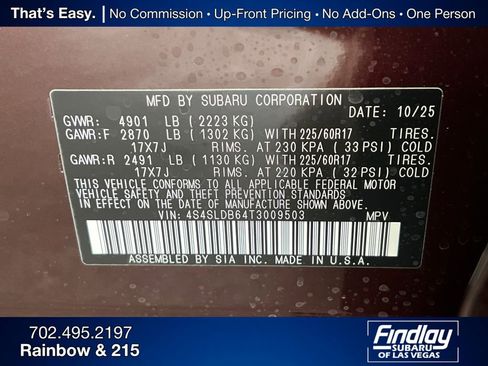 That's Easy. | No Commission • Up-Front Pricing • No Add-Ons • One Person
MFD BY SUBARU CORPORATION
DATE: 10/25
GVWR: 4901 LB (2223 KG)
GAWR:F 2870 LB (1302 KG) WITH 225/60R17 TIRES.
17X7J RIMS. AT 230 KPA (33 PSI) COLD
GAWR:R 2491 LB (1130 KG) WITH 225/60R17 TIRES.
17X7J RIMS. AT 220 KPA (32 PSI) COLD
THIS VEHICLE CONFORMS TO ALL APPLICABLE FEDERAL MOTOR
VEHICLE SAFETY AND THEFT PREVENTION STANDARDS
IN EFFECT ON THE DATE OF MANUFACTURE SHOWN ABOVE.
VIN: 4S4SLDB64T3009503 MPV
ASSEMBLED BY SIA INC. MADE IN U.S.A.
702.495.2197
Rainbow & 215
Findlay
SUBARU
OF LAS VEGAS